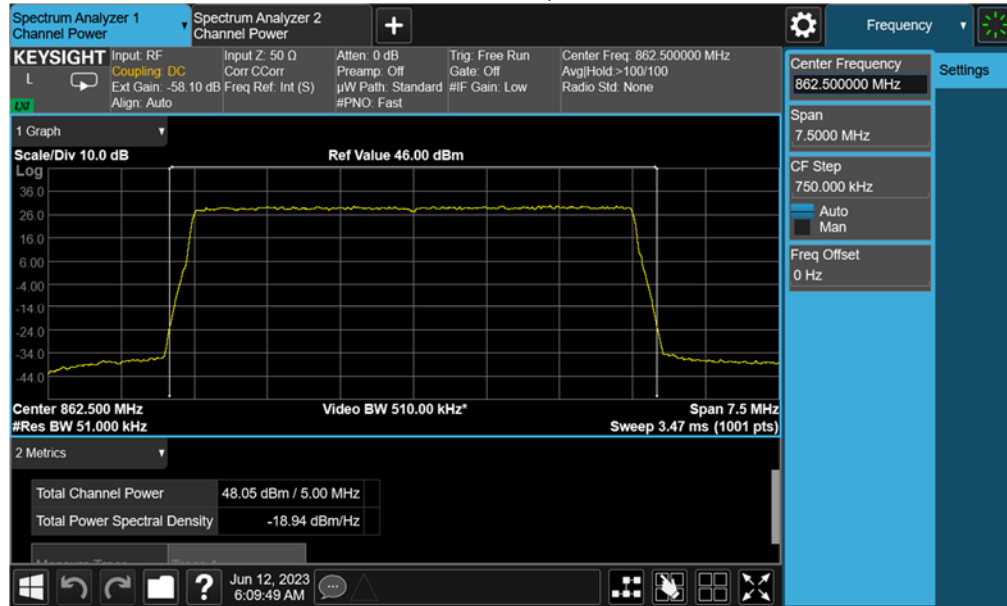 Spectrum Analyzer 1
Channel Power
Spectrum Analyzer 2
Channel Power
Frequency
KEYSIGHT
L
LXI
Input: RF
Coupling: DC
Ext Gain: -58.10 dB
Align: Auto
Input Z: 50 Ω
Corr CCorr
Freq Ref: Int (S)
Atten: 0 dB
Preamp: Off
µW Path: Standard
#PNO: Fast
Trig: Free Run
Gate: Off
#IF Gain: Low
Center Freq: 862.500000 MHz
Avg|Hold:>100/100
Radio Std: None
Center Frequency
862.500000 MHz
Settings
Span
7.5000 MHz
CF Step
750.000 kHz
Auto
Man
Freq Offset
0 Hz
1 Graph
Scale/Div 10.0 dB
Ref Value 46.00 dBm
Log
36.0
26.0
16.0
6.00
-4.00
-14.0
-24.0
-34.0
-44.0
Center 862.500 MHz
Video BW 510.00 kHz*
Span 7.5 MHz
#Res BW 51.000 kHz
Sweep 3.47 ms (1001 pts)
2 Metrics
Total Channel Power 48.05 dBm / 5.00 MHz
Total Power Spectral Density -18.94 dBm/Hz
?
Jun 12, 2023
6:09:49 AM